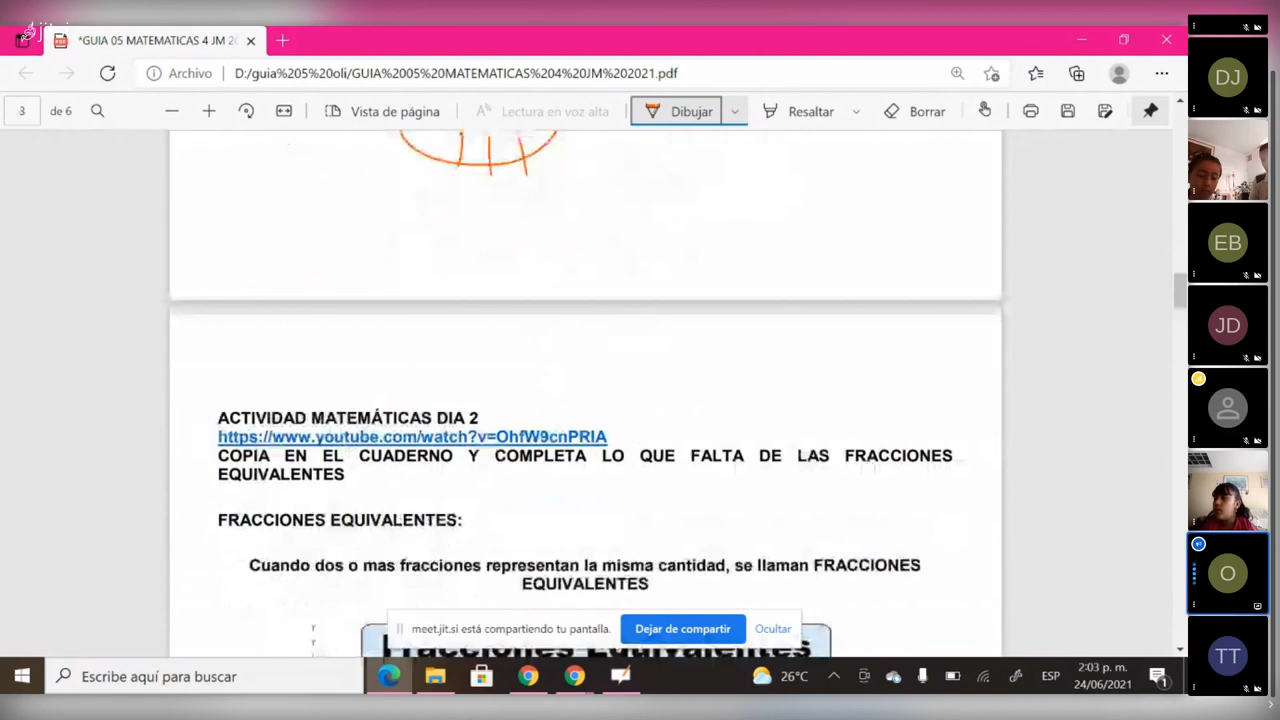 *GUIA 05 MATEMATICAS 4 JM 20
Archivo D:/guia%205%20oli/GUIA%2005%20MATEMATICAS%204%20JM%202021.pdf
3 de 6 Vista de página Lectura en voz alta Dibujar Resaltar Borrar
ACTIVIDAD MATEMÁTICAS DIA 2
https://www.youtube.com/watch?v=OhfW9cnPRIA
COPIA EN EL CUADERNO Y COMPLETA LO QUE FALTA DE LAS FRACCIONES
EQUIVALENTES
FRACCIONES EQUIVALENTES:
Cuando dos o mas fracciones representan la misma cantidad, se llaman FRACCIONES
EQUIVALENTES
Fracciones Equivalentes
meet.jit.si está compartiendo tu pantalla. Dejar de compartir Ocultar
Escribe aquí para buscar
26°C ESP 2:03 p. m.
24/06/2021
1
DJ
EB
JD
O
TT